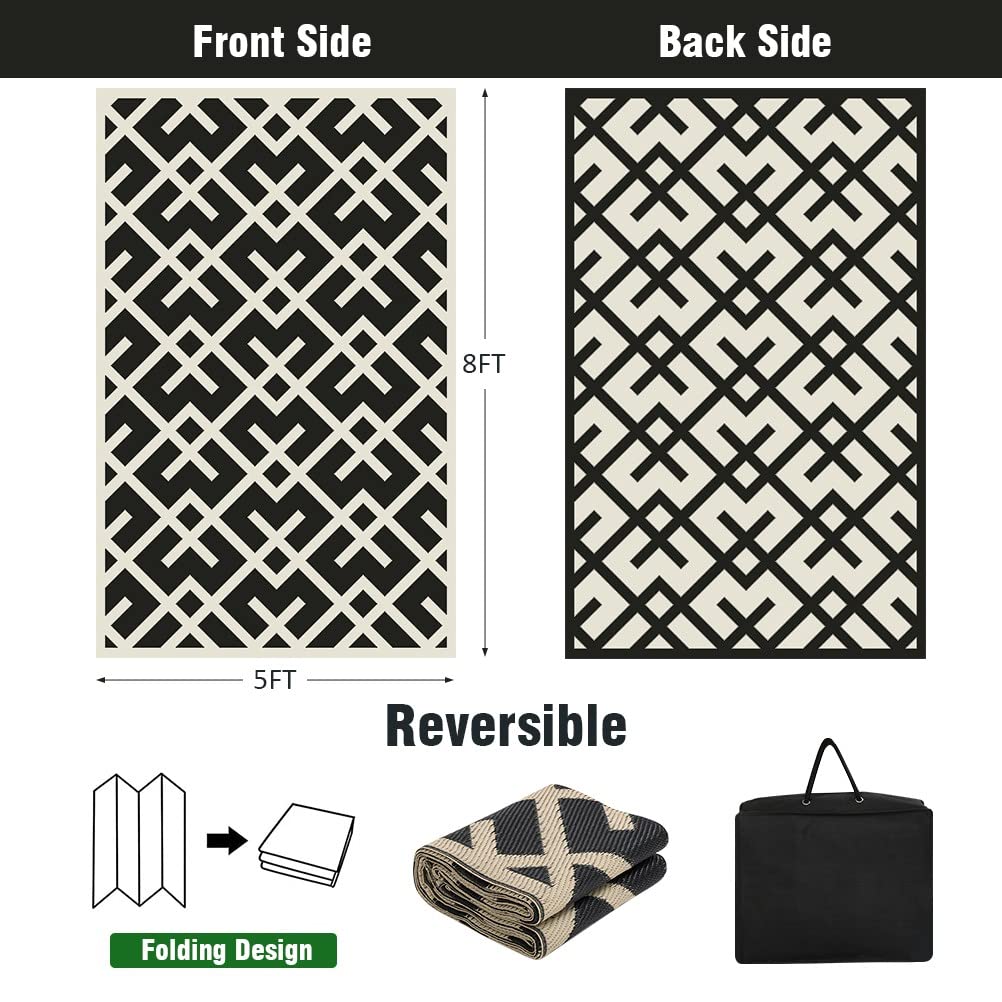 Front Side
Back Side
8FT
5FT
Reversible
Folding Design